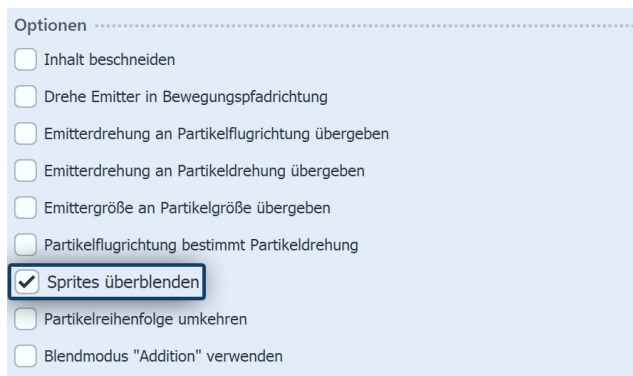 Optionen
Inhalt beschneiden
Drehe Emitter in Bewegungspfadrichtung
Emitterdrehung an Partikelflugrichtung übergeben
Emitterdrehung an Partikeldrehung übergeben
Emittergröße an Partikelgröße übergeben
Partikelflugrichtung bestimmt Partikeldrehung
Sprites überblenden
Partikelreihenfolge umkehren
Blendmodus "Addition" verwenden